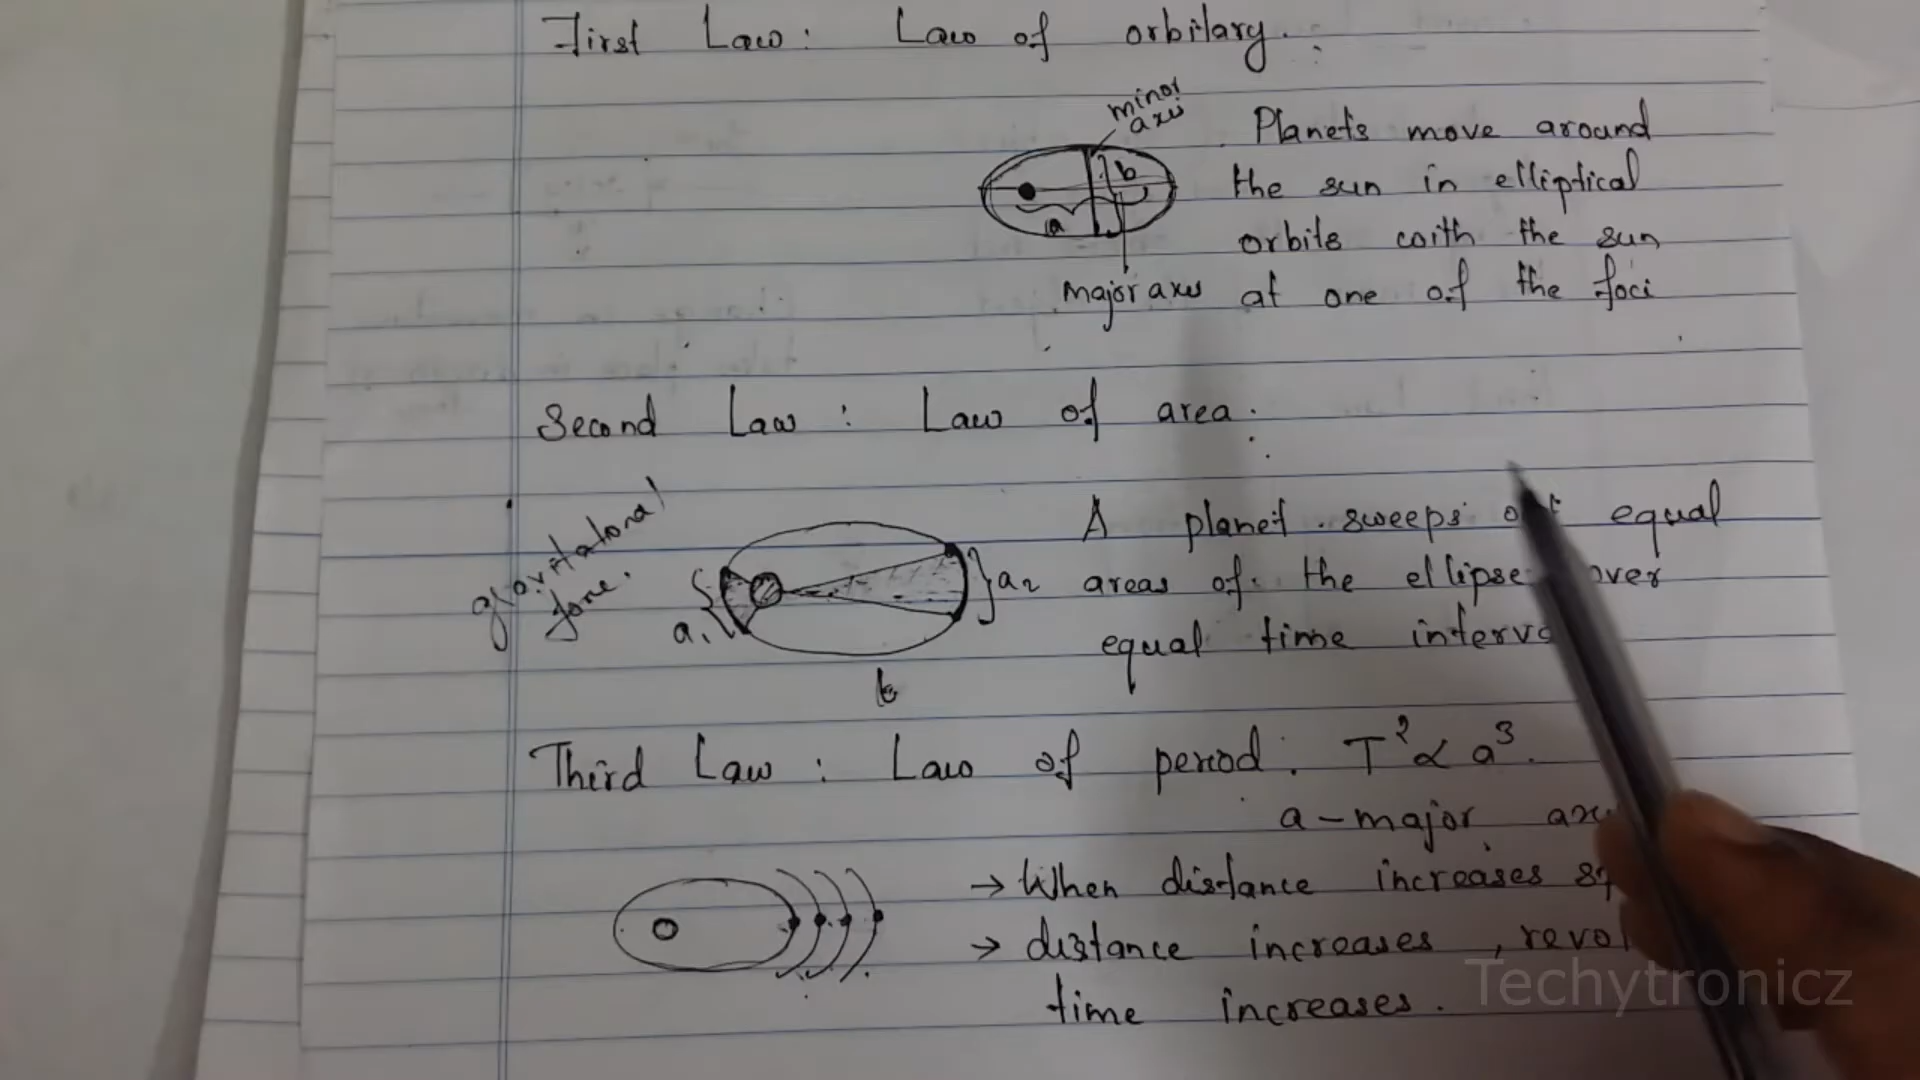 First Law: Law of orbitary.
minor
axis
Planets move around
b
the sun in elliptical
a
orbits with the sun
major axis at one of the foci
Second Law: Law of area.
A planet sweeps out equal
a₁
a₂ areas of the ellipse over
equal time
Third Law: Law of period. T² ∝ a³.
a - major
→ When distance increases
→ distance increases,
time increases.
Techytronicz